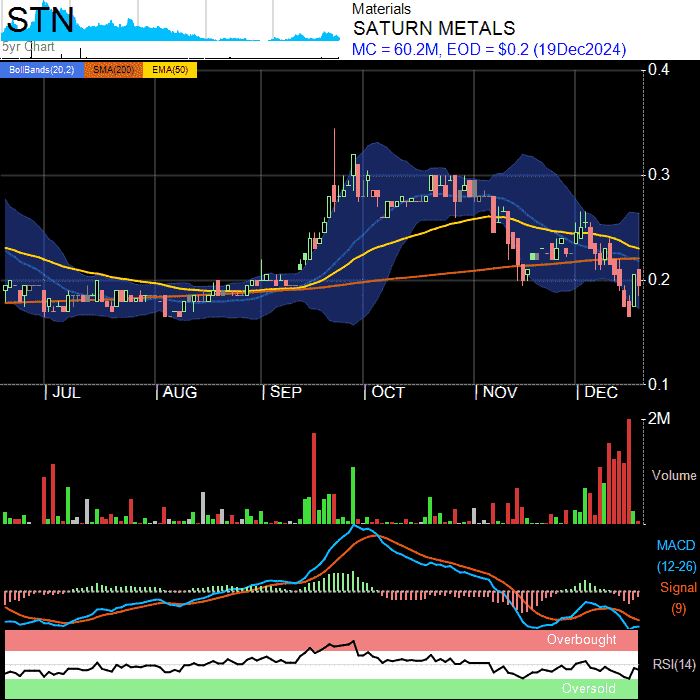 STN
5yr Chart
Materials
SATURN METALS
MC = 60.2M, EOD = $0.2 (19Dec2024)
BollBands(20,2) SMA(200) EMA(50)
0.4
0.3
0.2
0.1
| JUL | AUG | SEP | OCT | NOV | DEC
2M
Volume
MACD
(12-26)
Signal
(9)
Overbought
RSI(14)
Oversold